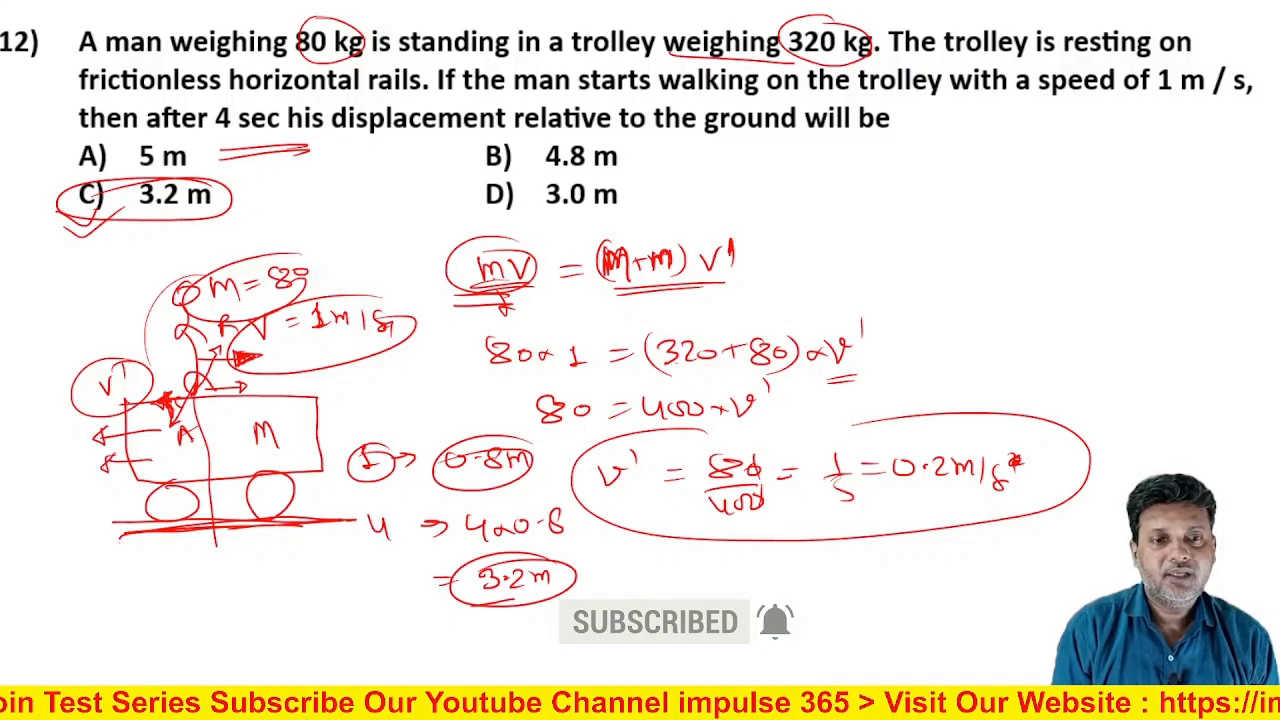 12) A man weighing 80 kg is standing in a trolley weighing 320 kg. The trolley is resting on
frictionless horizontal rails. If the man starts walking on the trolley with a speed of 1 m / s,
then after 4 sec his displacement relative to the ground will be
A) 5 m B) 4.8 m
C) 3.2 m D) 3.0 m
mv = (m+m) v'
m = 80
V = 1m/s
80 x 1 = (320+80) x v'
v'
80 = 400 x v'
A M
1 → 0.8m
v' = 80/400 = 1/5 = 0.2 m/s
4 → 4x0.8
= 3.2m
SUBSCRIBED
oin Test Series Subscribe Our Youtube Channel impulse 365 > Visit Our Website : https://in